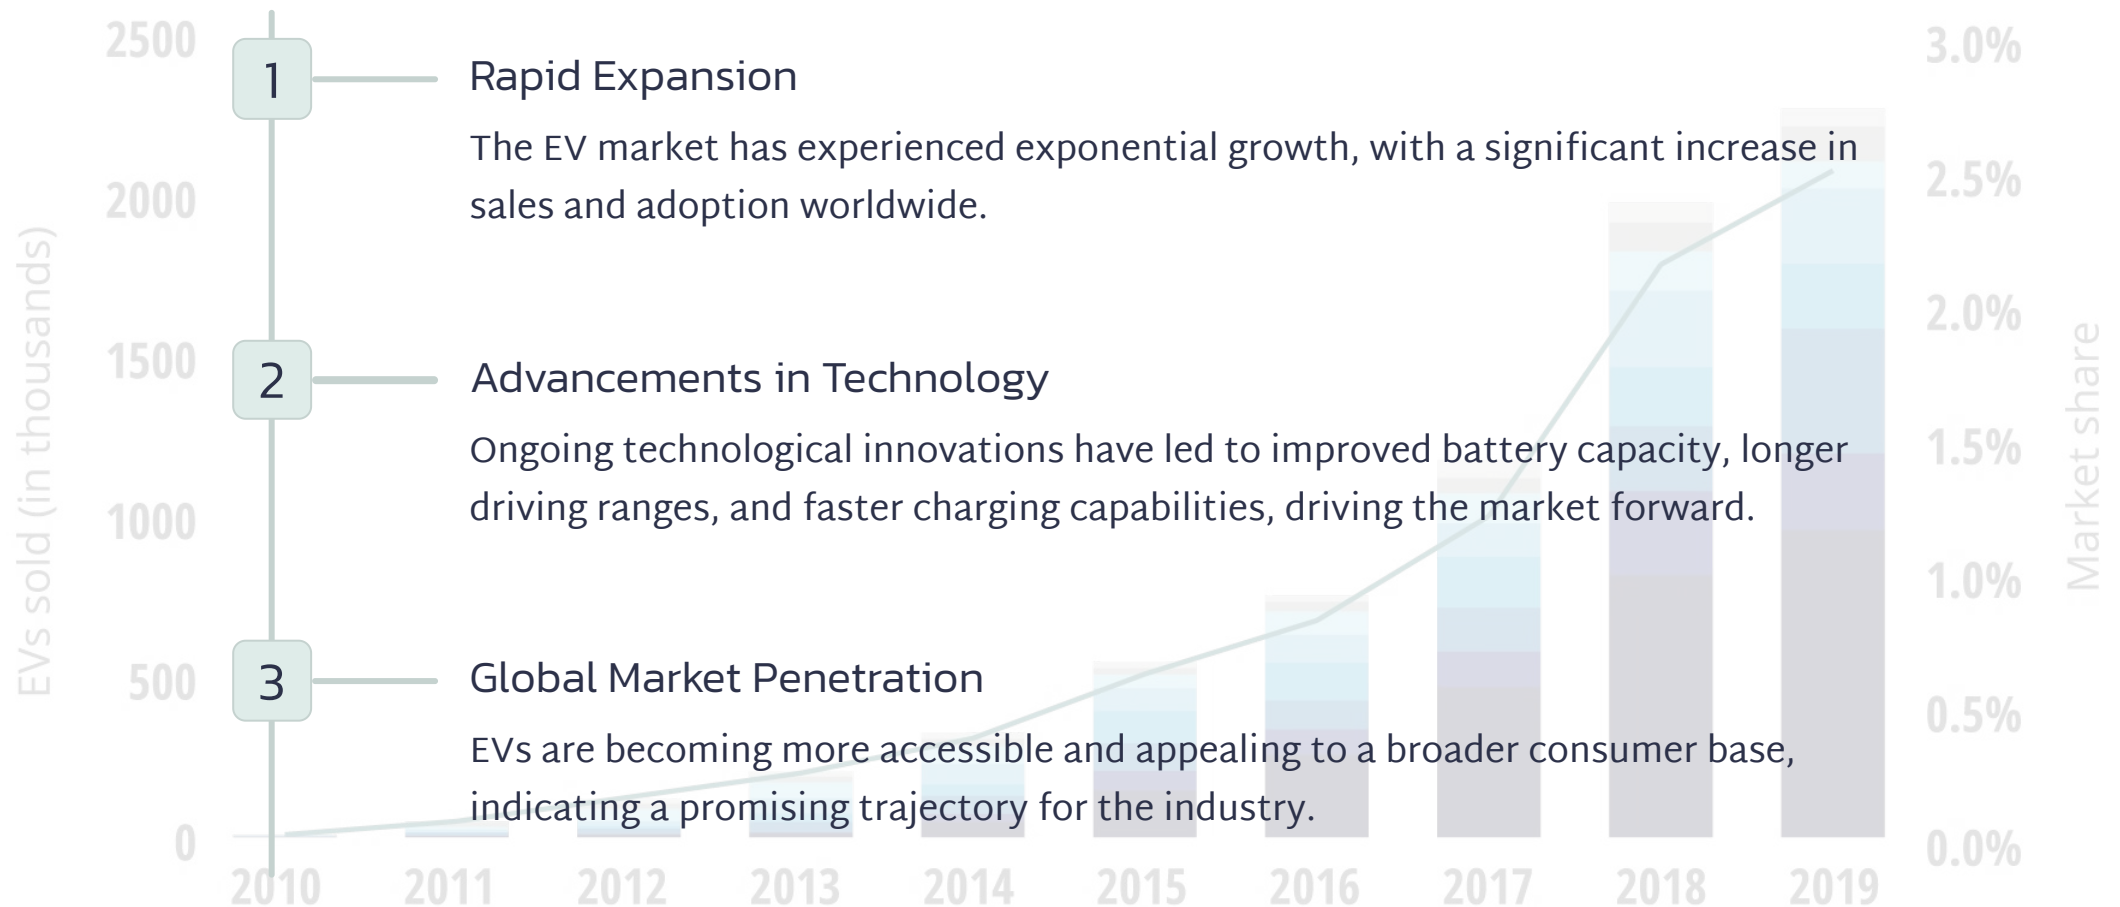 2500
2000
1500
1000
500
0
EVs sold (in thousands)
1
Rapid Expansion
The EV market has experienced exponential growth, with a significant increase in
sales and adoption worldwide.
2
Advancements in Technology
Ongoing technological innovations have led to improved battery capacity, longer
driving ranges, and faster charging capabilities, driving the market forward.
3
Global Market Penetration
EVs are becoming more accessible and appealing to a broader consumer base,
indicating a promising trajectory for the industry.
3.0%
2.5%
2.0%
1.5%
1.0%
0.5%
0.0%
Market share
2010 2011 2012 2013 2014 2015 2016 2017 2018 2019